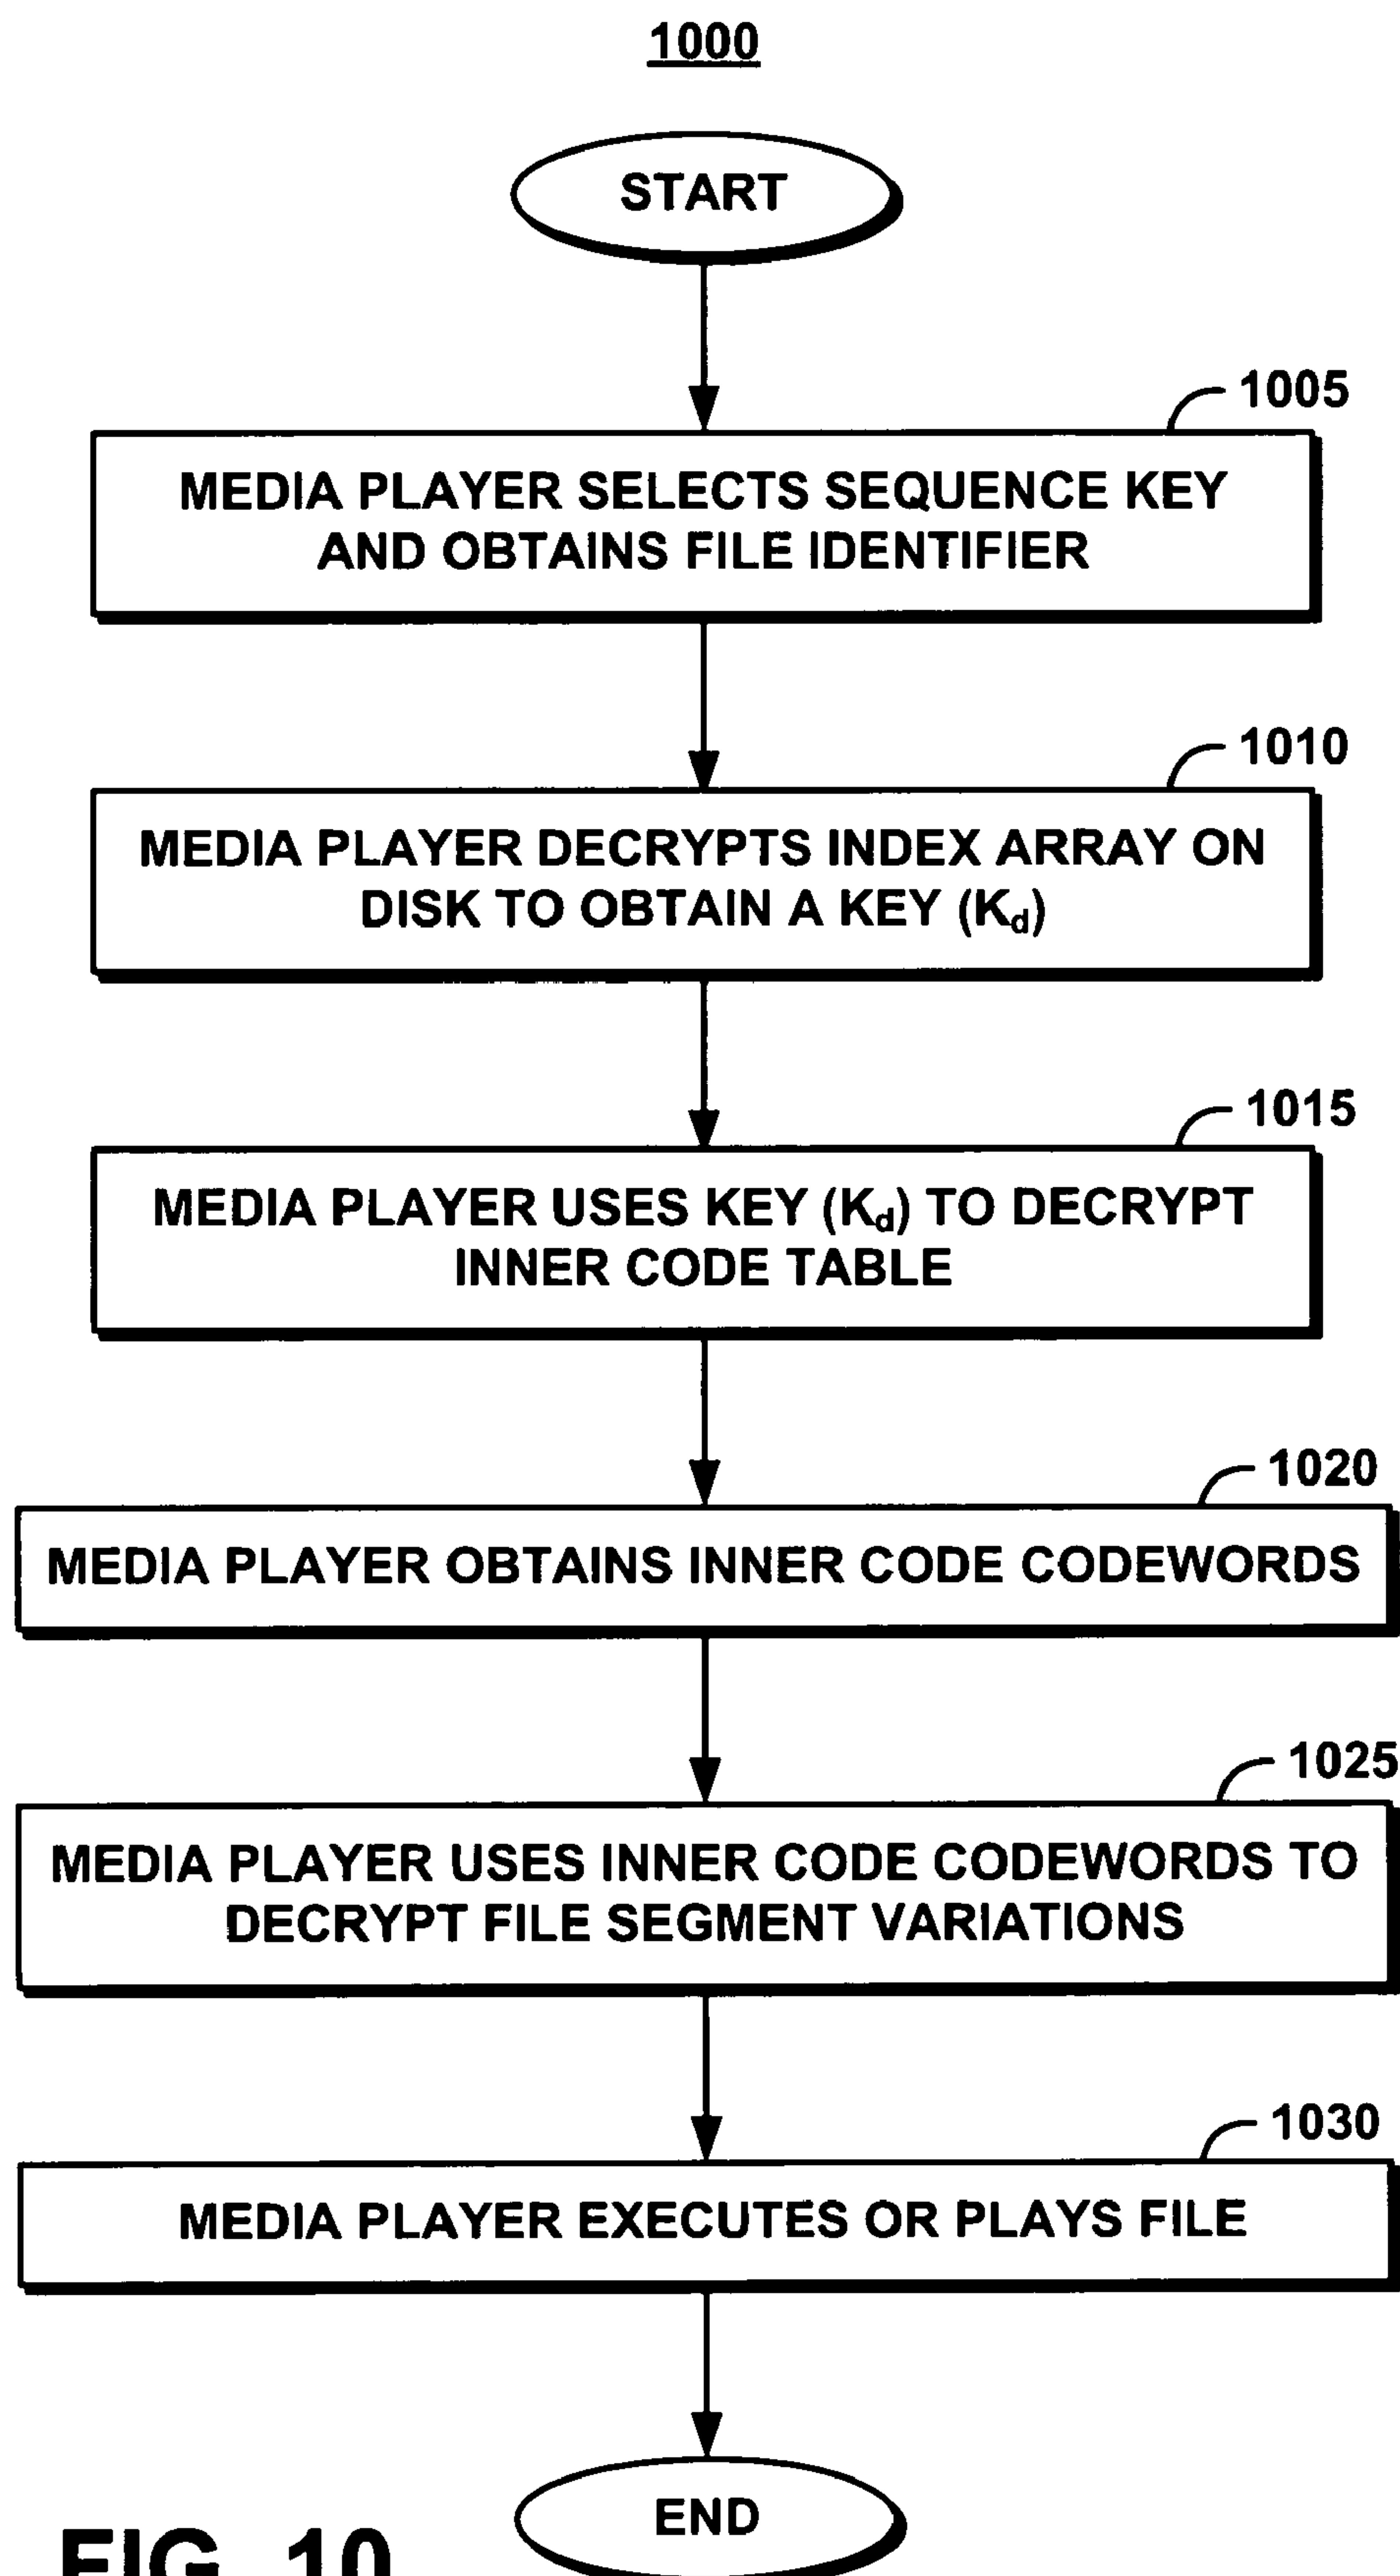 1000
START
1005
MEDIA PLAYER SELECTS SEQUENCE KEY
AND OBTAINS FILE IDENTIFIER
1010
MEDIA PLAYER DECRYPTS INDEX ARRAY ON
DISK TO OBTAIN A KEY (Kd)
1015
MEDIA PLAYER USES KEY (Kd) TO DECRYPT
INNER CODE TABLE
1020
MEDIA PLAYER OBTAINS INNER CODE CODEWORDS
1025
MEDIA PLAYER USES INNER CODE CODEWORDS TO
DECRYPT FILE SEGMENT VARIATIONS
1030
MEDIA PLAYER EXECUTES OR PLAYS FILE
END
FIG. 10